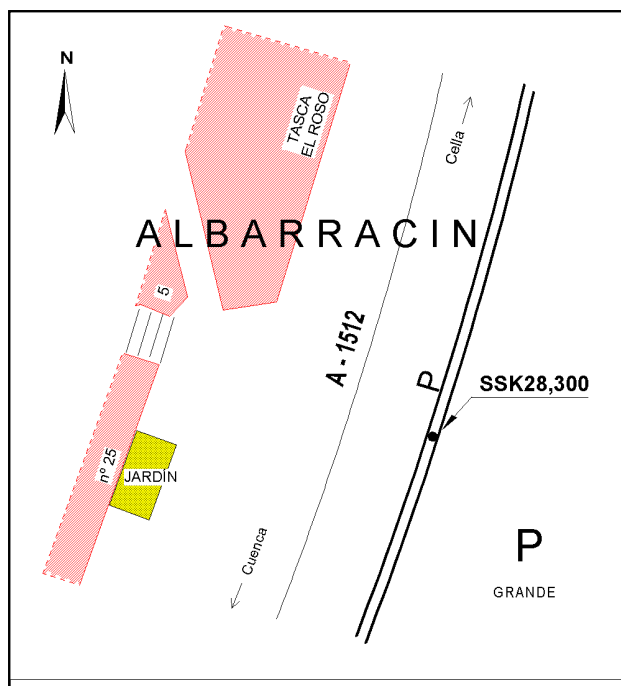 N
TASCA
EL ROSO
Cella
ALBARRACIN
5
A - 1512
P
SSK28,300
nº 25
JARDÍN
Cuenca
P
GRANDE